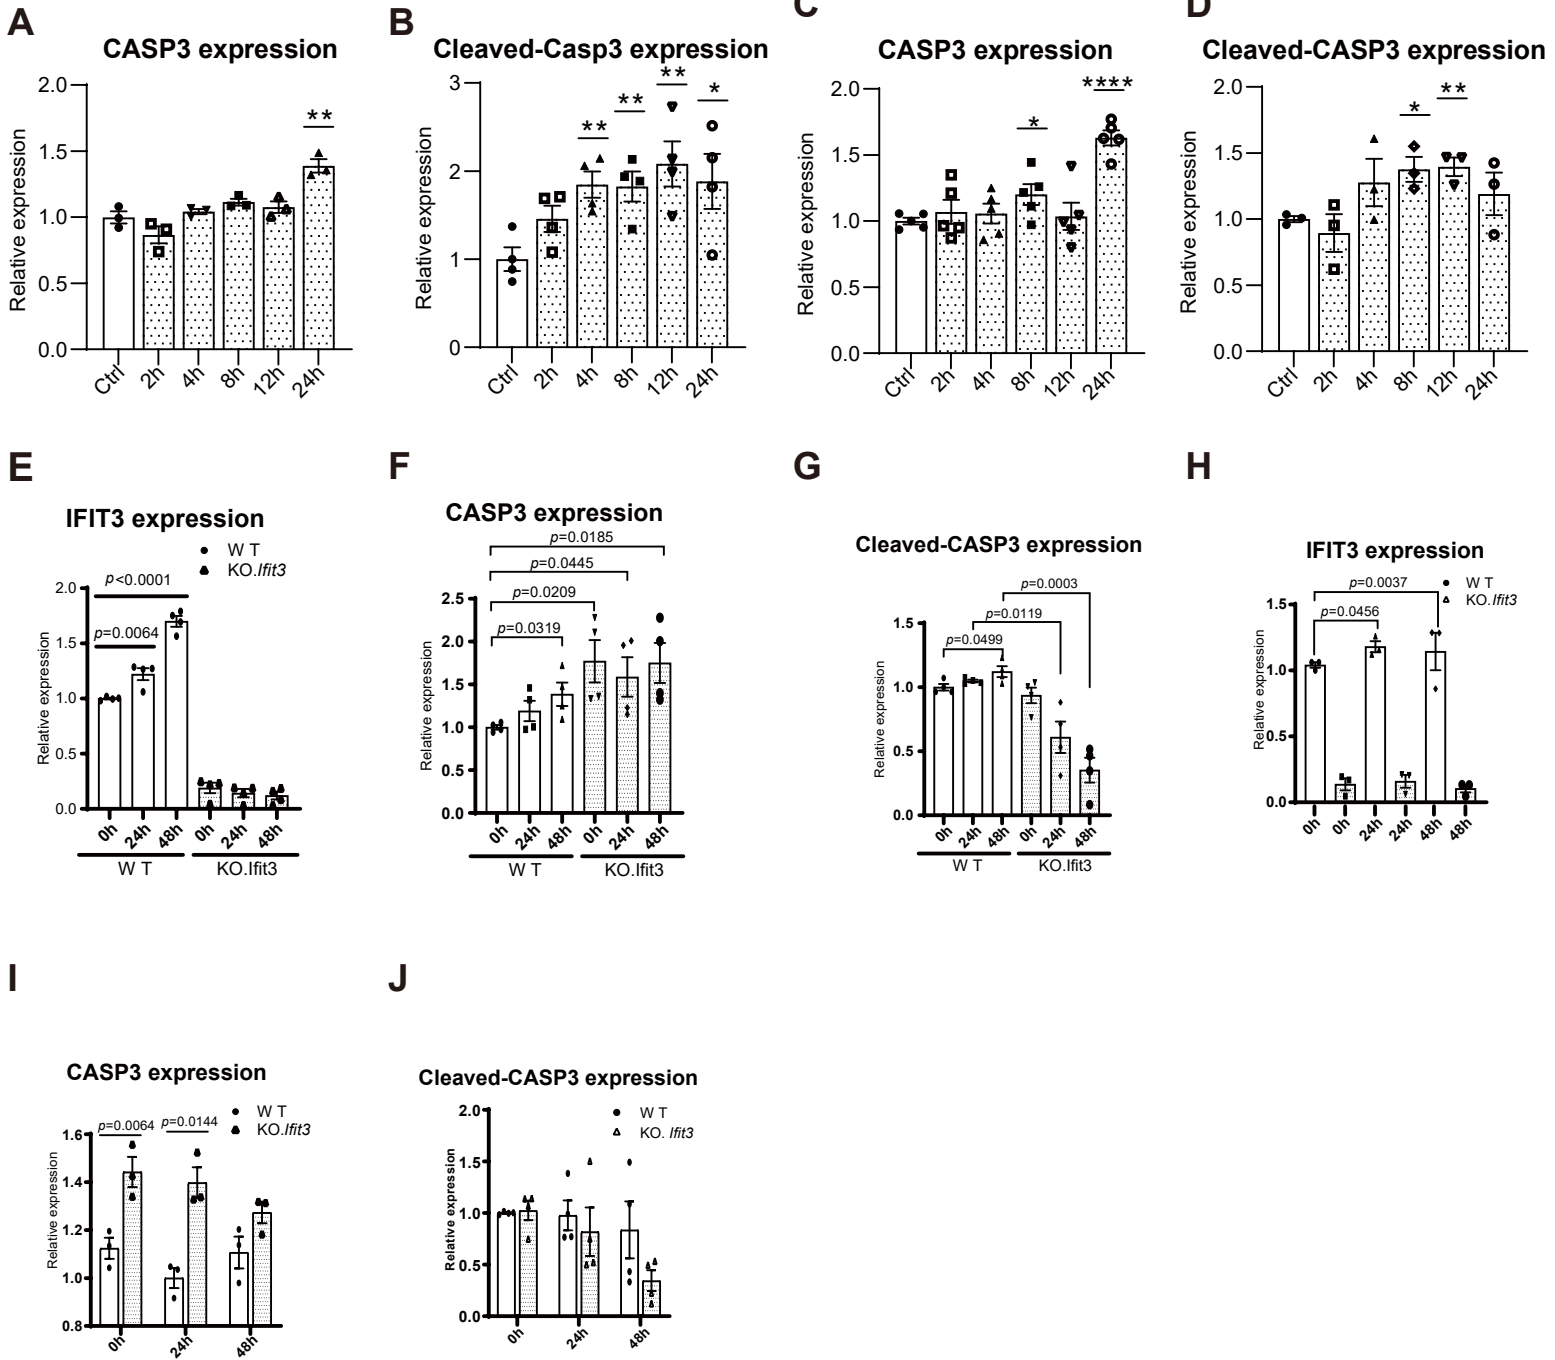 A
CASP3 expression
Relative expression
2.0
1.5
1.0
0.5
0.0
**
Ctrl
2h
4h
8h
12h
24h
B
Cleaved-Casp3 expression
Relative expression
3
2
1
0
**
**
**
*
Ctrl
2h
4h
8h
12h
24h
C
CASP3 expression
Relative expression
2.0
1.5
1.0
0.5
0.0
*
****
Ctrl
2h
4h
8h
12h
24h
D
Cleaved-CASP3 expression
Relative expression
2.0
1.5
1.0
0.5
0.0
*
**
Ctrl
2h
4h
8h
12h
24h
E
IFIT3 expression
W T
KO.Ifit3
p<0.0001
p=0.0064
Relative expression
2.0
1.5
1.0
0.5
0.0
0h
24h
48h
0h
24h
48h
W T
KO.Ifit3
F
CASP3 expression
p=0.0185
p=0.0445
p=0.0209
p=0.0319
Relative expression
2.5
2.0
1.5
1.0
0.5
0.0
0h
24h
48h
0h
24h
48h
W T
KO.Ifit3
G
Cleaved-CASP3 expression
p=0.0003
p=0.0119
p=0.0499
Relative expression
1.5
1.0
0.5
0.0
0h
24h
48h
0h
24h
48h
W T
KO.Ifit3
H
IFIT3 expression
W T
KO.Ifit3
p=0.0037
p=0.0456
Relative expression
1.5
1.0
0.5
0.0
0h
0h
24h
24h
48h
48h
I
CASP3 expression
W T
KO.Ifit3
p=0.0064
p=0.0144
Relative expression
1.6
1.4
1.2
1.0
0.8
0h
24h
48h
J
Cleaved-CASP3 expression
W T
KO. Ifit3
Relative expression
2.0
1.5
1.0
0.5
0.0
0h
24h
48h